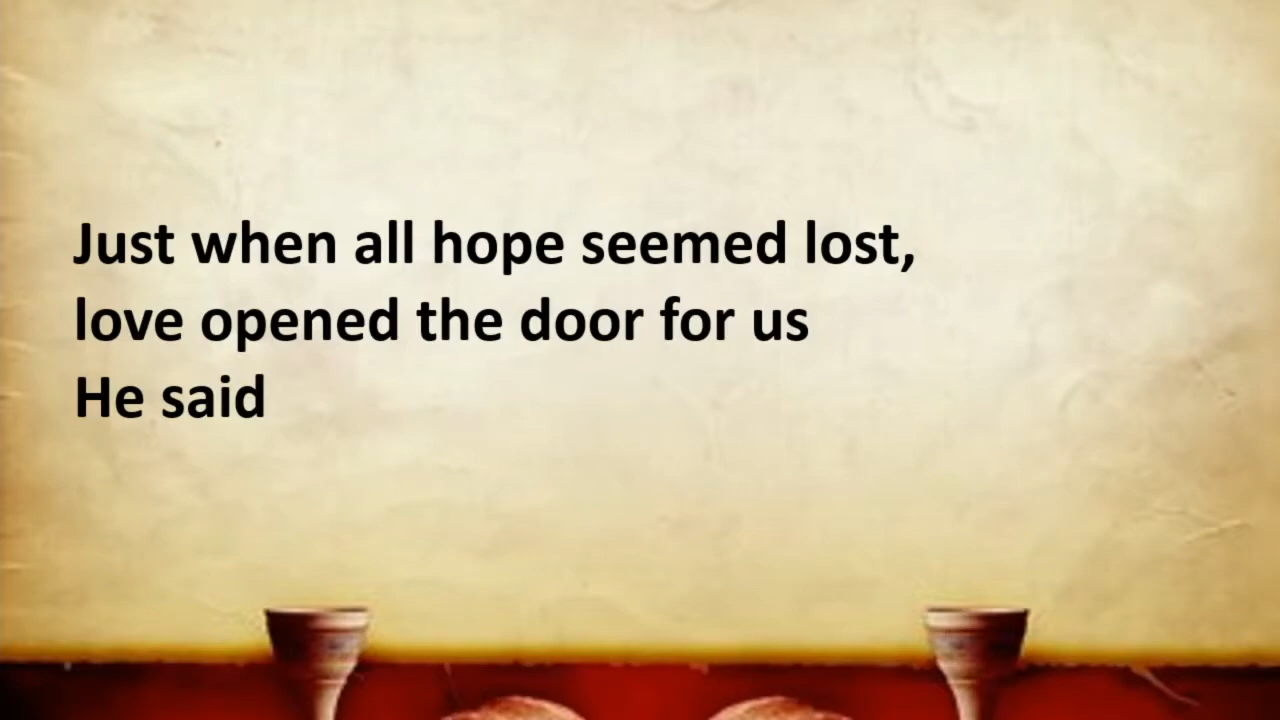 Just when all hope seemed lost,
love opened the door for us
He said